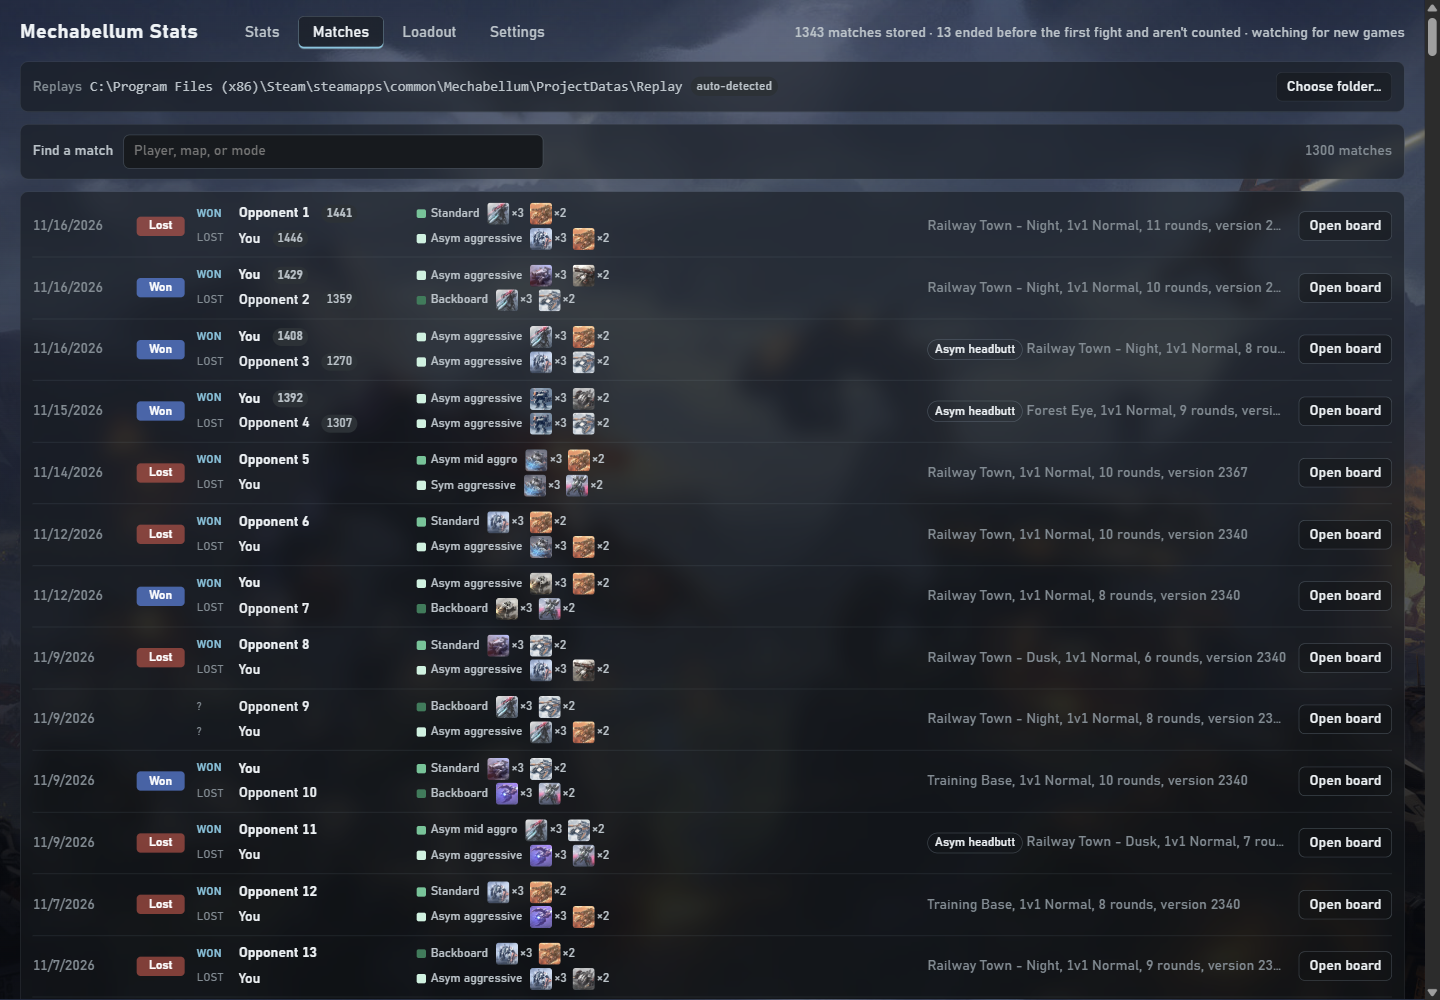 Mechabellum Stats Stats Matches Loadout Settings 1343 matches stored · 13 ended before the first fight and aren't counted · watching for new games
Replays C:\Program Files (x86)\Steam\steamapps\common\Mechabellum\ProjectDatas\Replay auto-detected Choose folder…
Find a match Player, map, or mode 1300 matches
11/16/2026 Lost WON Opponent 1 1441 Standard ×3 ×2 Railway Town - Night, 1v1 Normal, 11 rounds, version 2… Open board
LOST You 1446 Asym aggressive ×3 ×2
11/16/2026 Won WON You 1429 Asym aggressive ×3 ×2 Railway Town - Night, 1v1 Normal, 10 rounds, version 2… Open board
LOST Opponent 2 1359 Backboard ×3 ×2
11/16/2026 Won WON You 1408 Asym aggressive ×3 ×2 Asym headbutt Railway Town - Night, 1v1 Normal, 8 rou… Open board
LOST Opponent 3 1270 Asym aggressive ×3 ×2
11/15/2026 Won WON You 1392 Asym aggressive ×3 ×2 Asym headbutt Forest Eye, 1v1 Normal, 9 rounds, versi… Open board
LOST Opponent 4 1307 Asym aggressive ×3 ×2
11/14/2026 Lost WON Opponent 5 Asym mid aggro ×3 ×2 Railway Town, 1v1 Normal, 10 rounds, version 2367 Open board
LOST You Sym aggressive ×3 ×2
11/12/2026 Lost WON Opponent 6 Standard ×3 ×2 Railway Town, 1v1 Normal, 10 rounds, version 2340 Open board
LOST You Asym aggressive ×3 ×2
11/12/2026 Won WON You Asym aggressive ×3 ×2 Railway Town, 1v1 Normal, 8 rounds, version 2340 Open board
LOST Opponent 7 Backboard ×3 ×2
11/9/2026 Lost WON Opponent 8 Standard ×3 ×2 Railway Town - Dusk, 1v1 Normal, 6 rounds, version 2340 Open board
LOST You Asym aggressive ×3 ×2
11/9/2026 ? Opponent 9 Backboard ×3 ×2 Railway Town - Night, 1v1 Normal, 8 rounds, version 23… Open board
? You Asym aggressive ×3 ×2
11/9/2026 Won WON You Standard ×3 ×2 Training Base, 1v1 Normal, 10 rounds, version 2340 Open board
LOST Opponent 10 Backboard ×3 ×2
11/9/2026 Lost WON Opponent 11 Asym mid aggro ×3 ×2 Asym headbutt Railway Town - Dusk, 1v1 Normal, 7 rou… Open board
LOST You Asym aggressive ×3 ×2
11/7/2026 Lost WON Opponent 12 Standard ×3 ×2 Training Base, 1v1 Normal, 8 rounds, version 2340 Open board
LOST You Asym aggressive ×3 ×2
11/7/2026 Lost WON Opponent 13 Backboard ×3 ×2 Railway Town - Night, 1v1 Normal, 9 rounds, version 23… Open board
LOST You Asym aggressive ×3 ×2